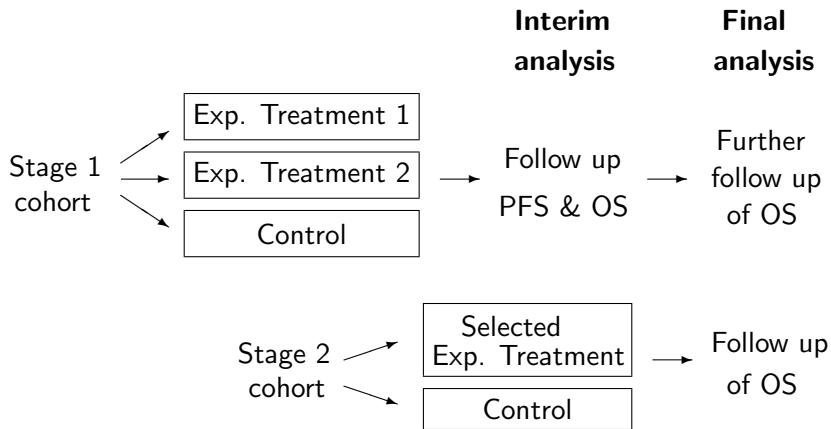 Interim
analysis
Final
analysis
Exp. Treatment 1
Stage 1
cohort
Exp. Treatment 2
Control
Follow up
PFS & OS
Further
follow up
of OS
Stage 2
cohort
Selected
Exp. Treatment
Control
Follow up
of OS